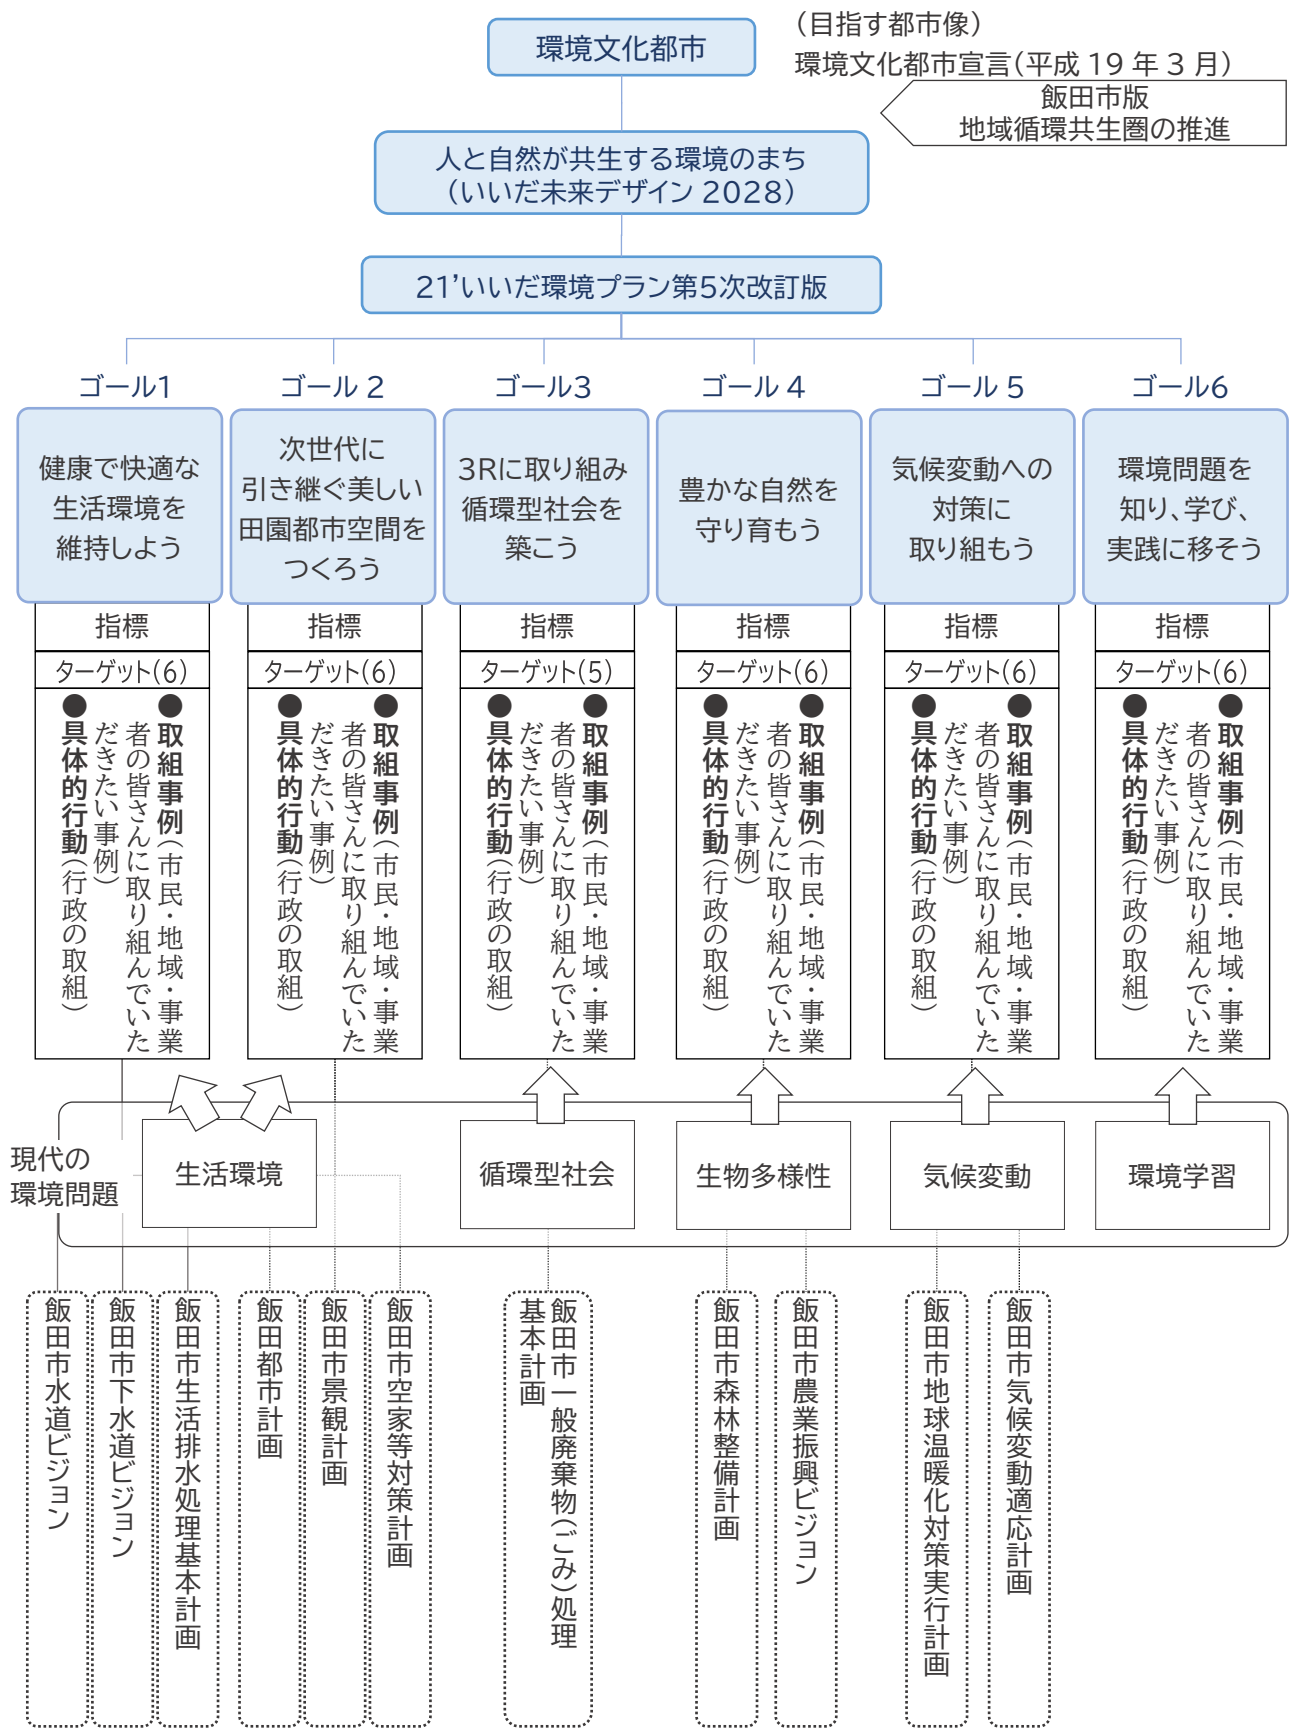 環境文化都市
（目指す都市像）
環境文化都市宣言（平成 19 年 3 月）
飯田市版
地域循環共生圏の推進
人と自然が共生する環境のまち
（いいだ未来デザイン 2028）
21’いいだ環境プラン第5次改訂版
ゴール1
健康で快適な
生活環境を
維持しよう
指標
ターゲット（6）
●取組事例（市民・地域・事業
者の皆さんに取り組んでいた
だきたい事例）
●具体的行動（行政の取組）
ゴール 2
次世代に
引き継ぐ美しい
田園都市空間を
つくろう
指標
ターゲット（6）
●取組事例（市民・地域・事業
者の皆さんに取り組んでいた
だきたい事例）
●具体的行動（行政の取組）
ゴール3
3Rに取り組み
循環型社会を
築こう
指標
ターゲット（5）
●取組事例（市民・地域・事業
者の皆さんに取り組んでいた
だきたい事例）
●具体的行動（行政の取組）
ゴール 4
豊かな自然を
守り育もう
指標
ターゲット（6）
●取組事例（市民・地域・事業
者の皆さんに取り組んでいた
だきたい事例）
●具体的行動（行政の取組）
ゴール 5
気候変動への
対策に
取り組もう
指標
ターゲット（6）
●取組事例（市民・地域・事業
者の皆さんに取り組んでいた
だきたい事例）
●具体的行動（行政の取組）
ゴール6
環境問題を
知り、学び、
実践に移そう
指標
ターゲット（6）
●取組事例（市民・地域・事業
者の皆さんに取り組んでいた
だきたい事例）
●具体的行動（行政の取組）
現代の
環境問題
生活環境
循環型社会
生物多様性
気候変動
環境学習
飯田市水道ビジョン
飯田市下水道ビジョン
飯田市生活排水処理基本計画
飯田都市計画
飯田市景観計画
飯田市空家等対策計画
飯田市一般廃棄物（ごみ）処理
基本計画
飯田市森林整備計画
飯田市農業振興ビジョン
飯田市地球温暖化対策実行計画
飯田市気候変動適応計画